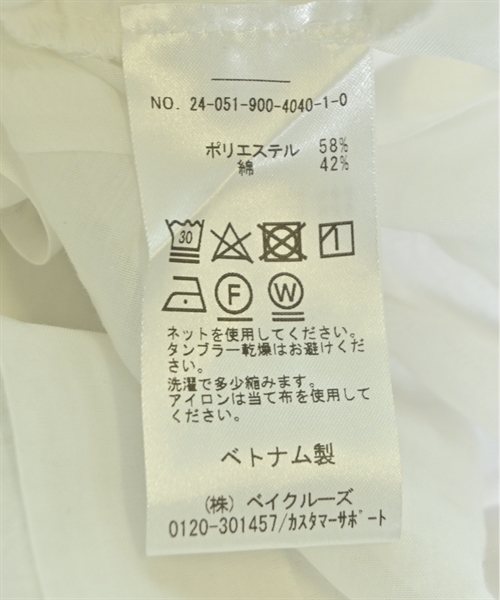 NO. 24-051-900-4040-1-0
ポリエステル 58%
綿 42%
30
1
F W
ネットを使用してください。
タンブラー乾燥はお避けくださ
い。
洗濯で多少縮みます。
アイロンは当て布を使用して
ください。
ベトナム製
(株) ベイクルーズ
0120-301457/カスタマーサポート